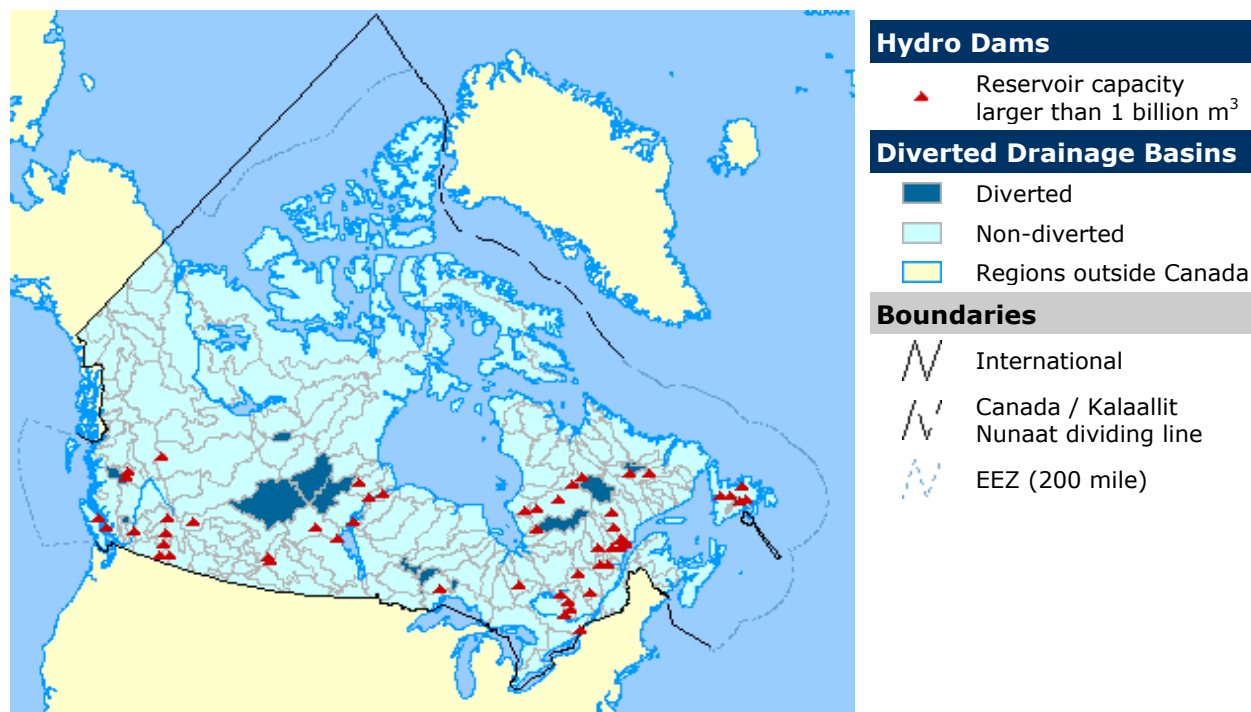 Hydro Dams
Reservoir capacity
larger than 1 billion m³
Diverted Drainage Basins
Diverted
Non-diverted
Regions outside Canada
Boundaries
International
Canada / Kalaallit
Nunaat dividing line
EEZ (200 mile)